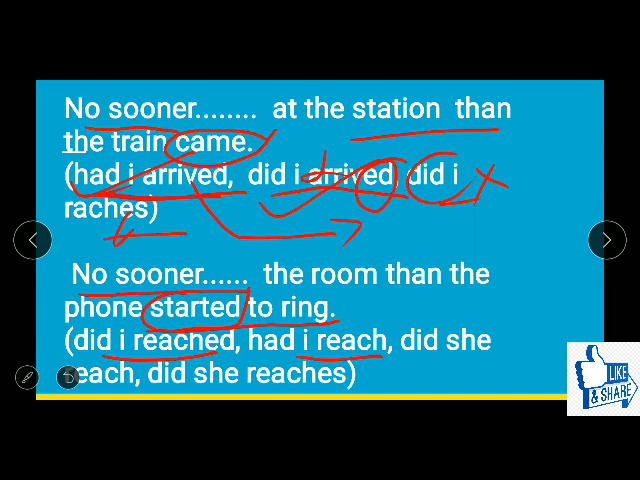 No sooner........ at the station than
the train came.
(had i arrived, did i arrived, did i
raches)
No sooner...... the room than the
phone started to ring.
(did i reached, had i reach, did she
reach, did she reaches)
LIKE
& SHARE